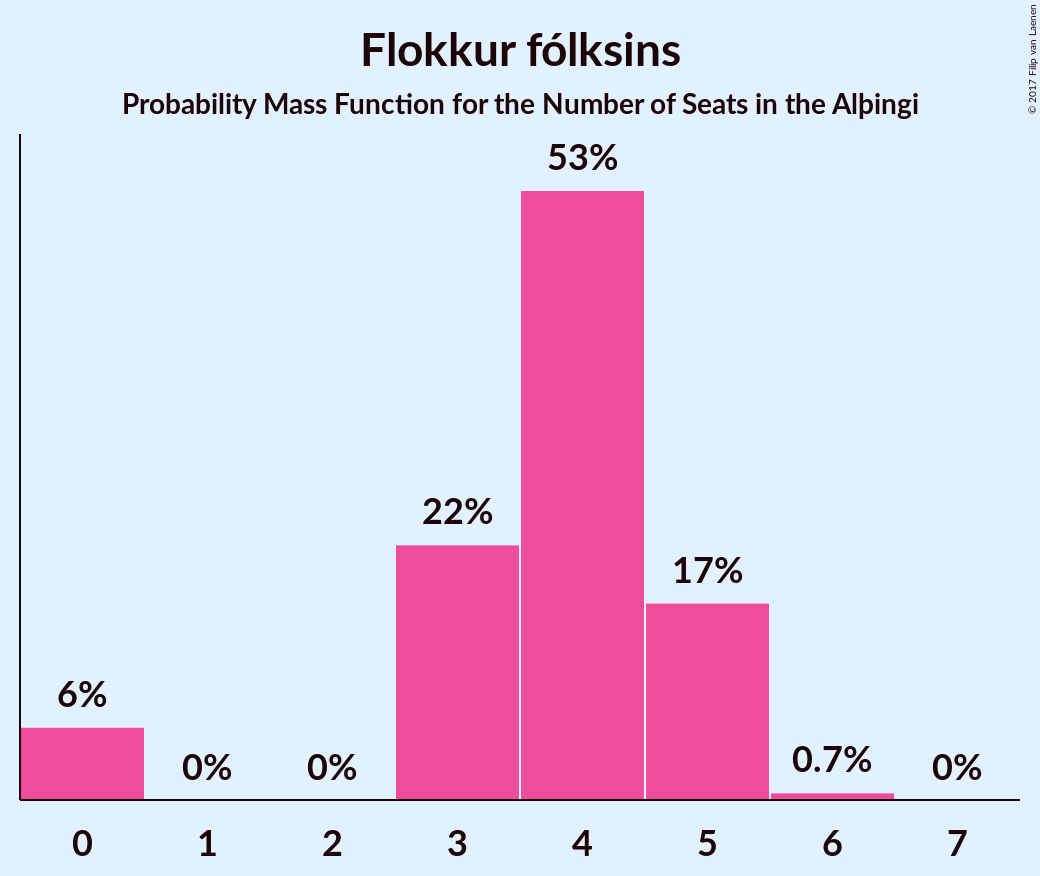 Flokkur fólksins
Probability Mass Function for the Number of Seats in the Alþingi
© 2017 Filip van Laenen
53%
22%
17%
6%
0%
0%
0.7%
0%
0 1 2 3 4 5 6 7